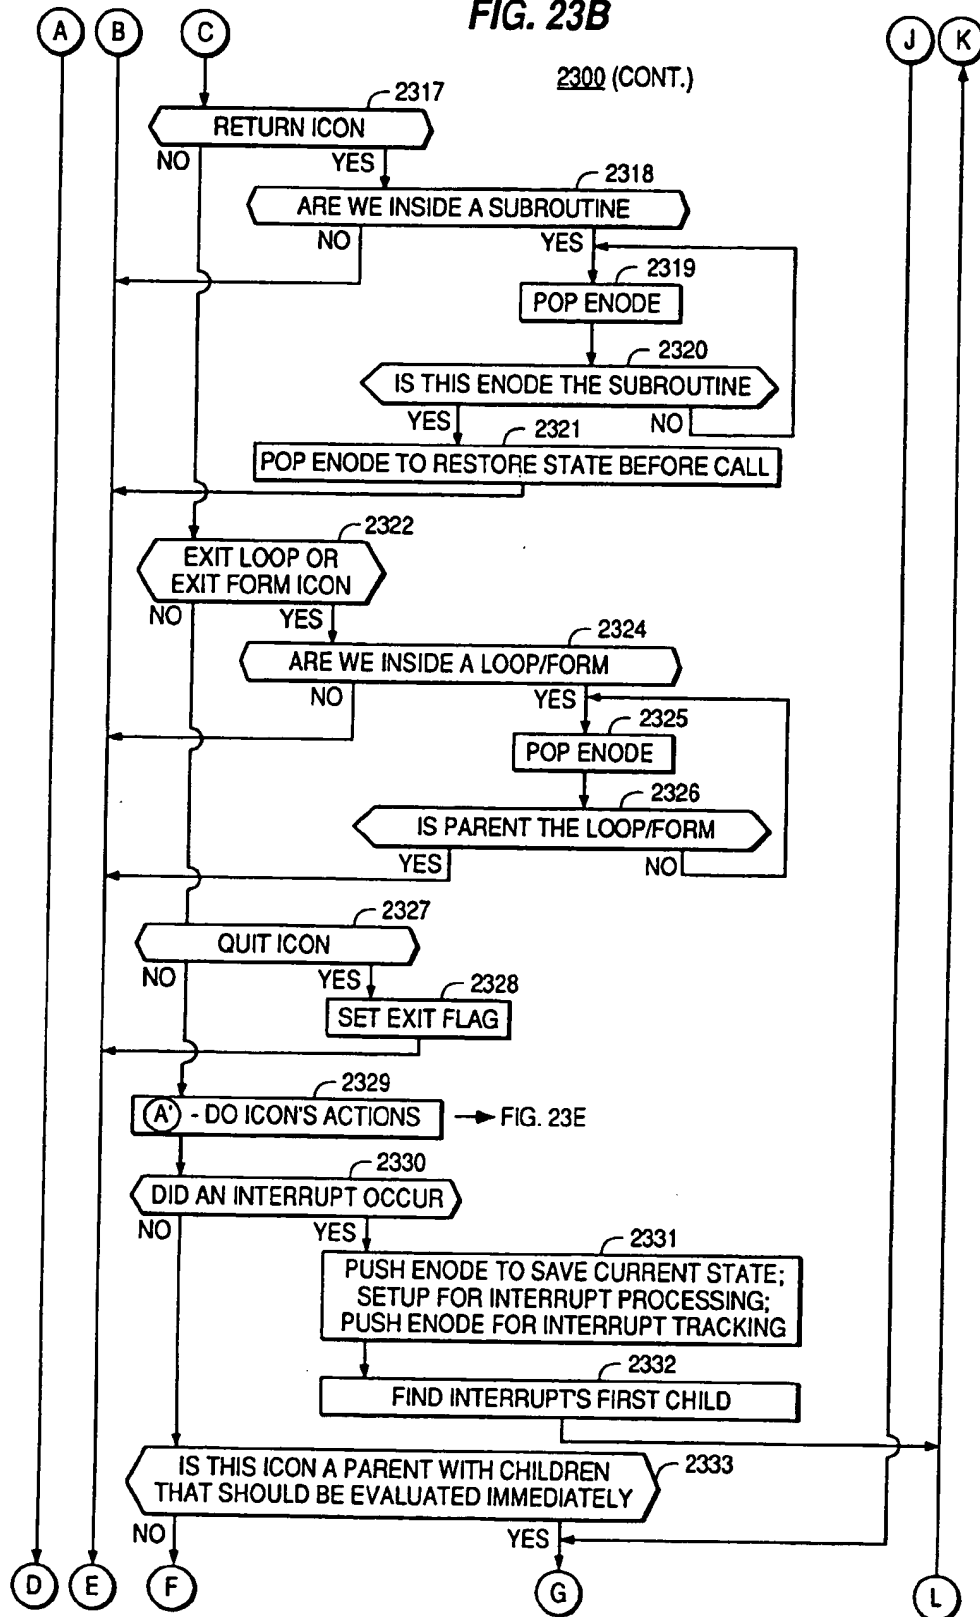 FIG. 23B
A B C J K
2300 (CONT.)
2317
RETURN ICON
NO YES
2318
ARE WE INSIDE A SUBROUTINE
NO YES
2319
POP ENODE
2320
IS THIS ENODE THE SUBROUTINE
YES NO
2321
POP ENODE TO RESTORE STATE BEFORE CALL
2322
EXIT LOOP OR
EXIT FORM ICON
NO YES
2324
ARE WE INSIDE A LOOP/FORM
NO YES
2325
POP ENODE
2326
IS PARENT THE LOOP/FORM
YES NO
2327
QUIT ICON
NO YES
2328
SET EXIT FLAG
2329
A' - DO ICON'S ACTIONS
FIG. 23E
2330
DID AN INTERRUPT OCCUR
NO YES
2331
PUSH ENODE TO SAVE CURRENT STATE;
SETUP FOR INTERRUPT PROCESSING;
PUSH ENODE FOR INTERRUPT TRACKING
2332
FIND INTERRUPT'S FIRST CHILD
2333
IS THIS ICON A PARENT WITH CHILDREN
THAT SHOULD BE EVALUATED IMMEDIATELY
NO YES
D E F G L